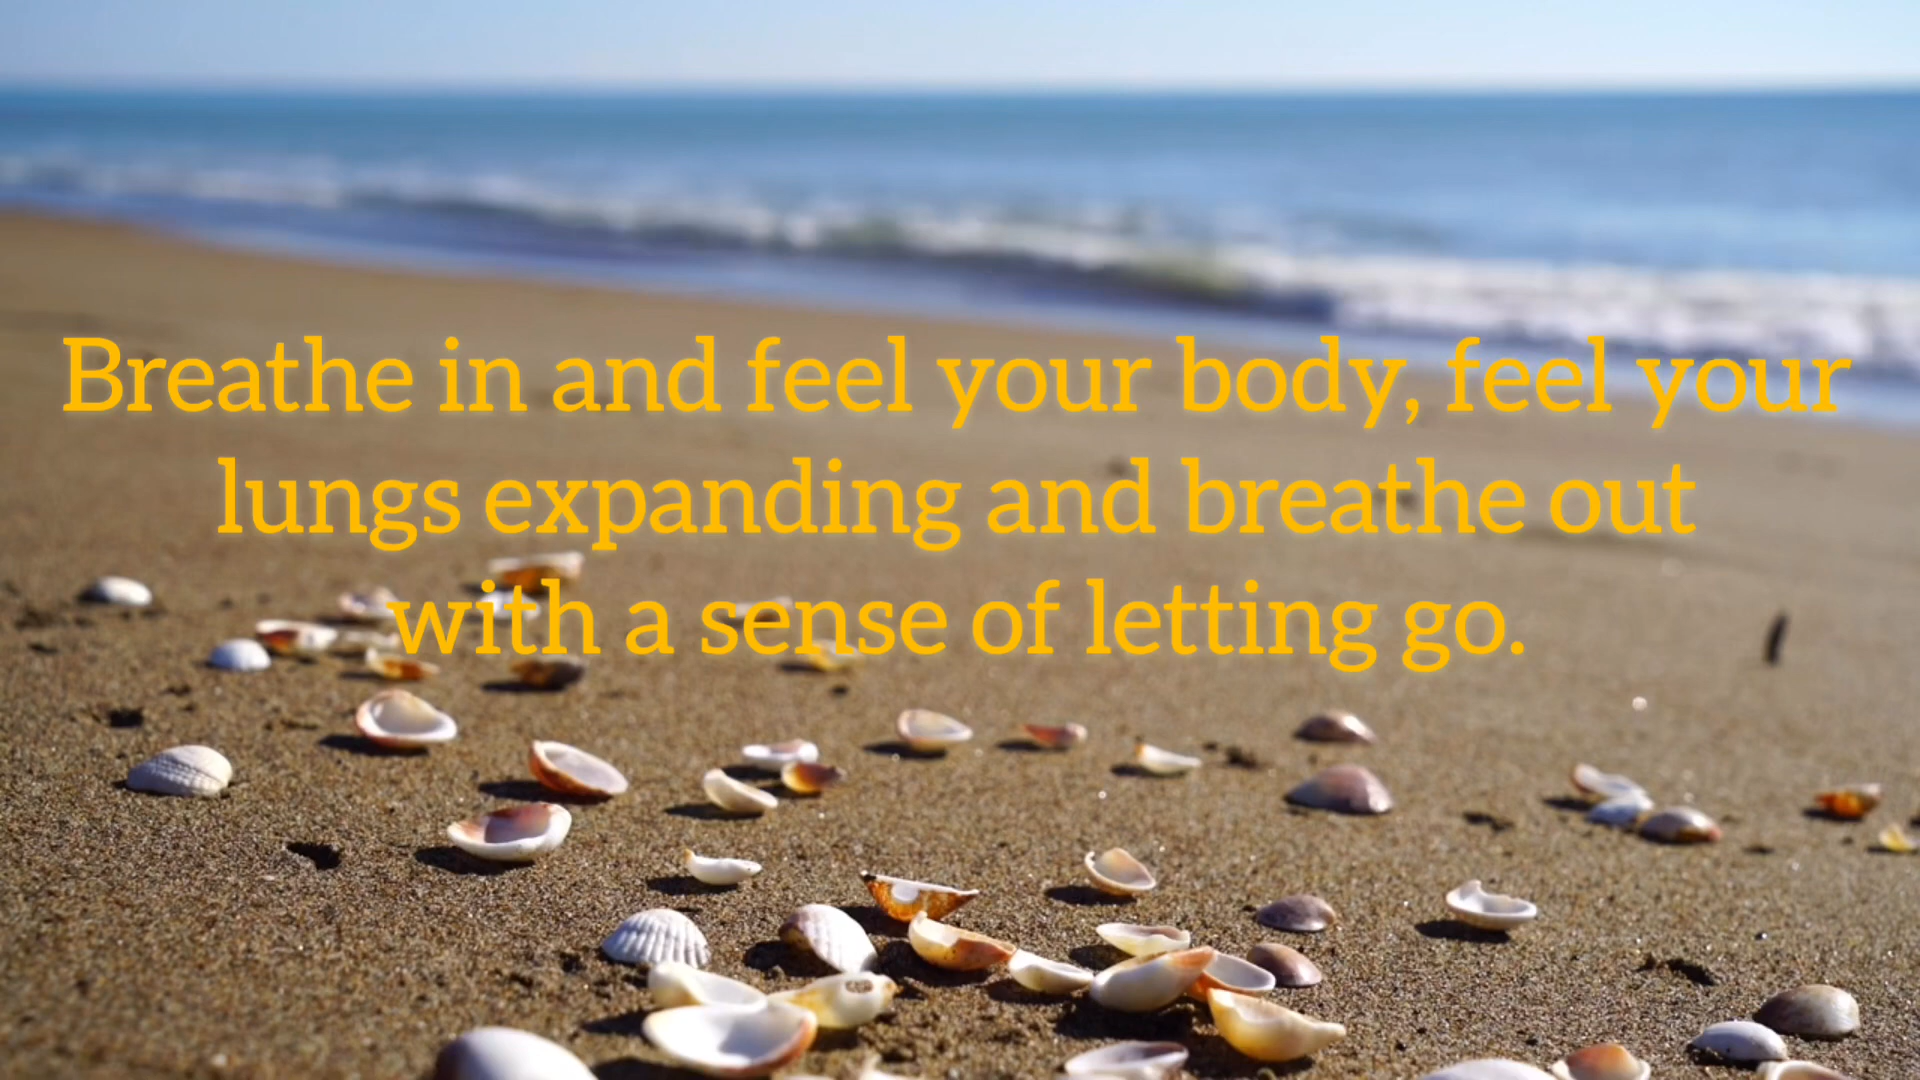 Breathe in and feel your body, feel your
lungs expanding and breathe out
with a sense of letting go.